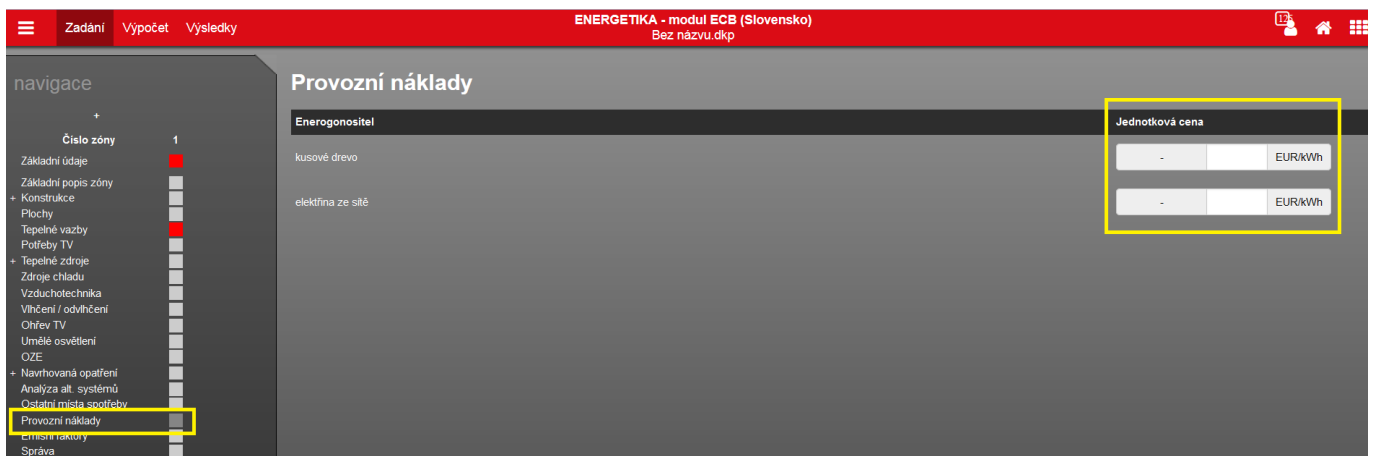 Zadání Výpočet Výsledky
ENERGETIKA - modul ECB (Slovensko)
Bez názvu.dkp
navigace
+
Číslo zóny 1
Základní údaje
Základní popis zóny
+ Konstrukce
Plochy
Tepelné vazby
Potřeby TV
+ Tepelné zdroje
Zdroje chladu
Vzduchotechnika
Vlhčení / odvlhčení
Ohřev TV
Umělé osvětlení
OZE
+ Navrhovaná opatření
Analýza alt. systémů
Ostatní místa spotřeby
Provozní náklady
Emisní faktory
Správa
Provozní náklady
Enerogonositel Jednotková cena
kusové drevo - EUR/kWh
elektřina ze sítě - EUR/kWh